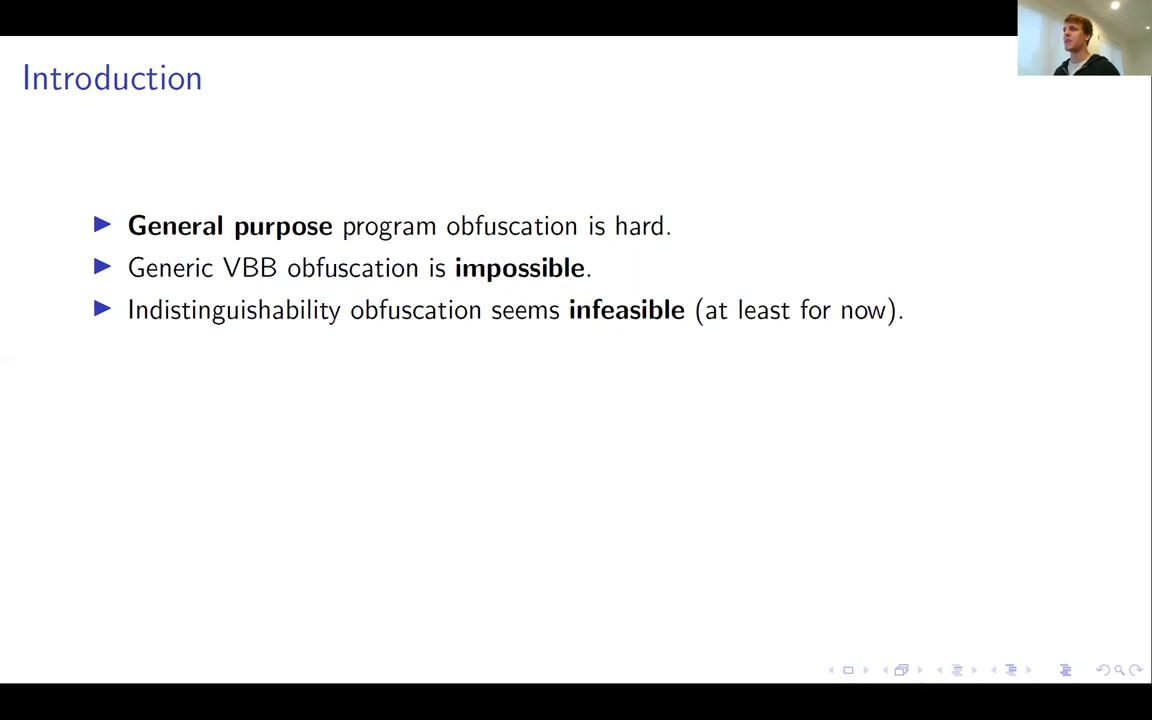 Introduction
General purpose program obfuscation is hard.
Generic VBB obfuscation is impossible.
Indistinguishability obfuscation seems infeasible (at least for now).